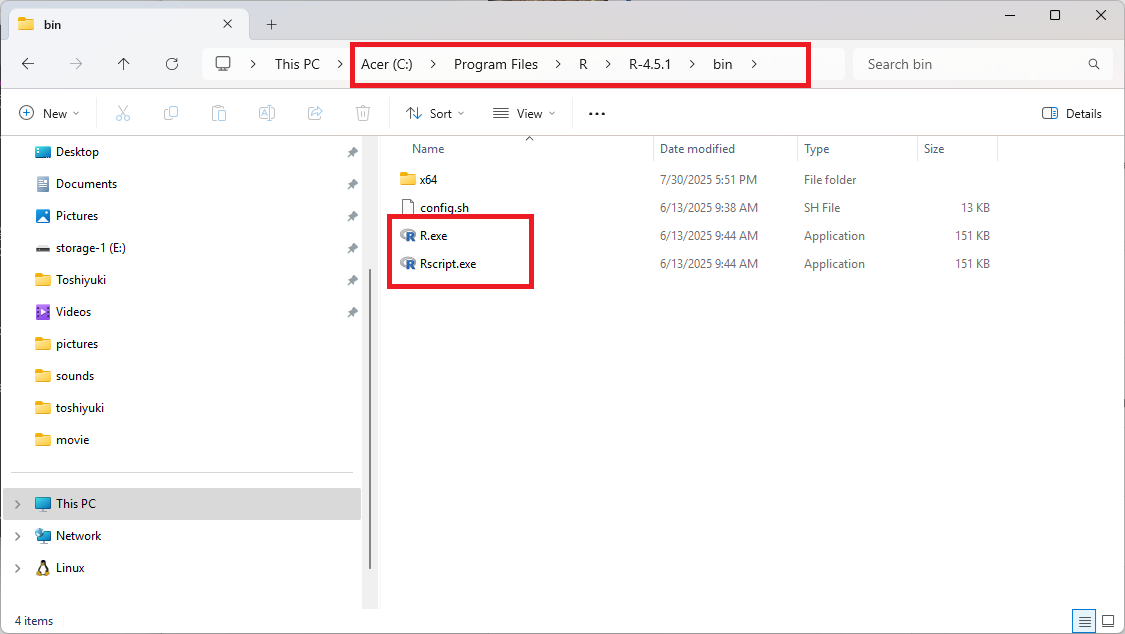 bin
This PC Acer (C:) Program Files R R-4.5.1 bin
Search bin
New Sort View Details
Desktop
Documents
Pictures
storage-1 (E:)
Toshiyuki
Videos
pictures
sounds
toshiyuki
movie
This PC
Network
Linux
Name Date modified Type Size
x64 7/30/2025 5:51 PM File folder
config.sh 6/13/2025 9:38 AM SH File 13 KB
R.exe 6/13/2025 9:44 AM Application 151 KB
Rscript.exe 6/13/2025 9:44 AM Application 151 KB
4 items